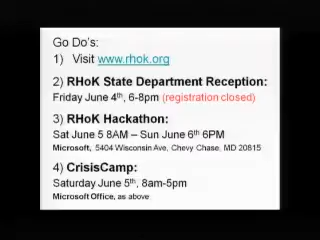 Go Do's:
1) Visit www.rhok.org
2) RHoK State Department Reception:
Friday June 4th, 6-8pm (registration closed)
3) RHoK Hackathon:
Sat June 5 8AM – Sun June 6th 6PM
Microsoft, 5404 Wisconsin Ave, Chevy Chase, MD 20815
4) CrisisCamp:
Saturday June 5th, 8am-5pm
Microsoft Office, as above